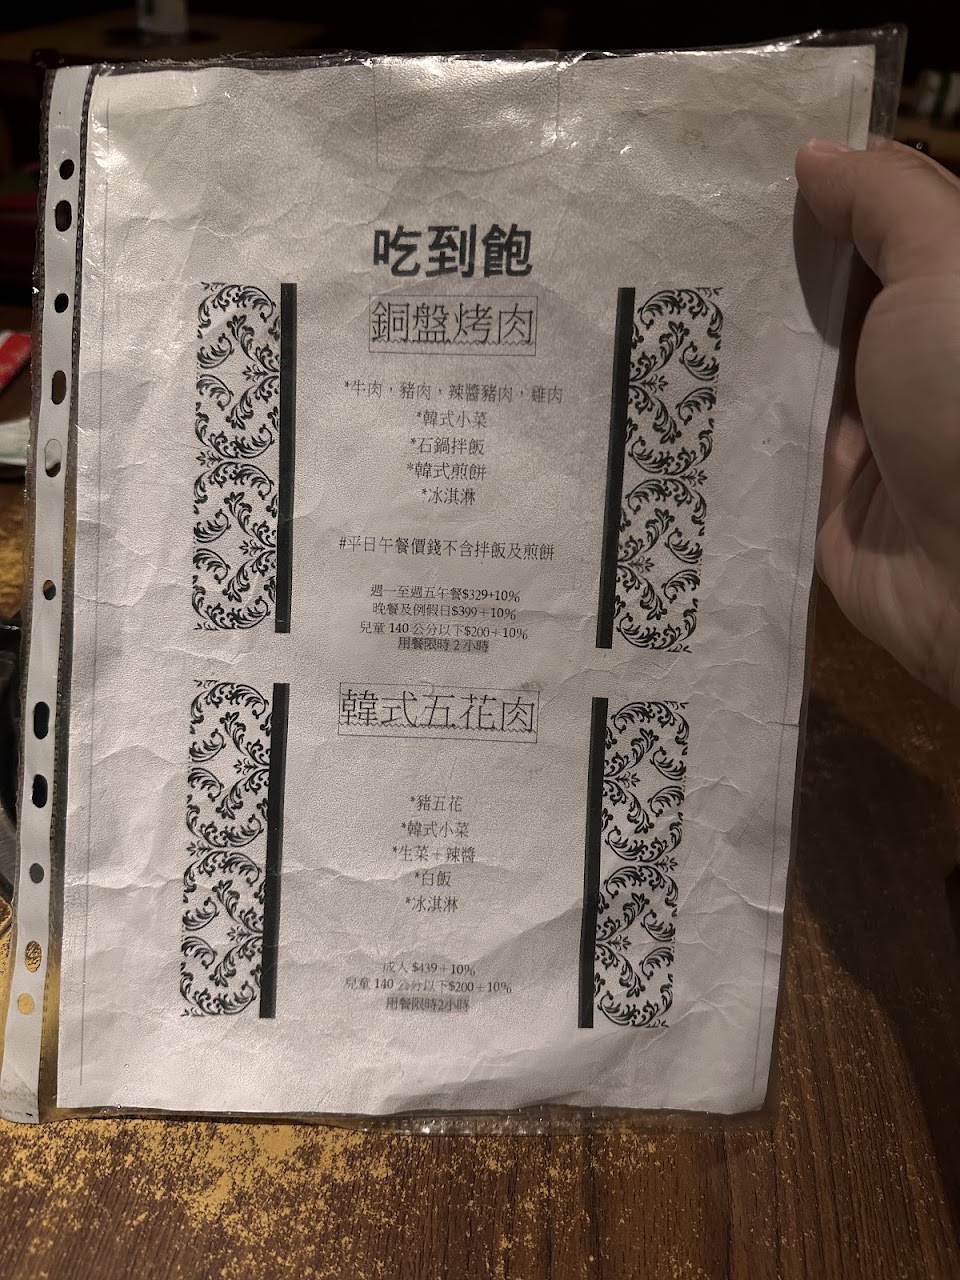 吃到飽
銅盤烤肉
*牛肉，豬肉，辣醬豬肉，雞肉
*韓式小菜
*石鍋拌飯
*韓式煎餅
*冰淇淋
#平日午餐價錢不含拌飯及煎餅
週一至週五午餐$329+10%
晚餐及例假日$399+10%
兒童 140 公分以下$200+10%
用餐限時 2 小時
韓式五花肉
*豬五花
*韓式小菜
*生菜+辣醬
*白飯
*冰淇淋
成人 $439+10%
兒童 140 公分以下$200+10%
用餐限時2小時